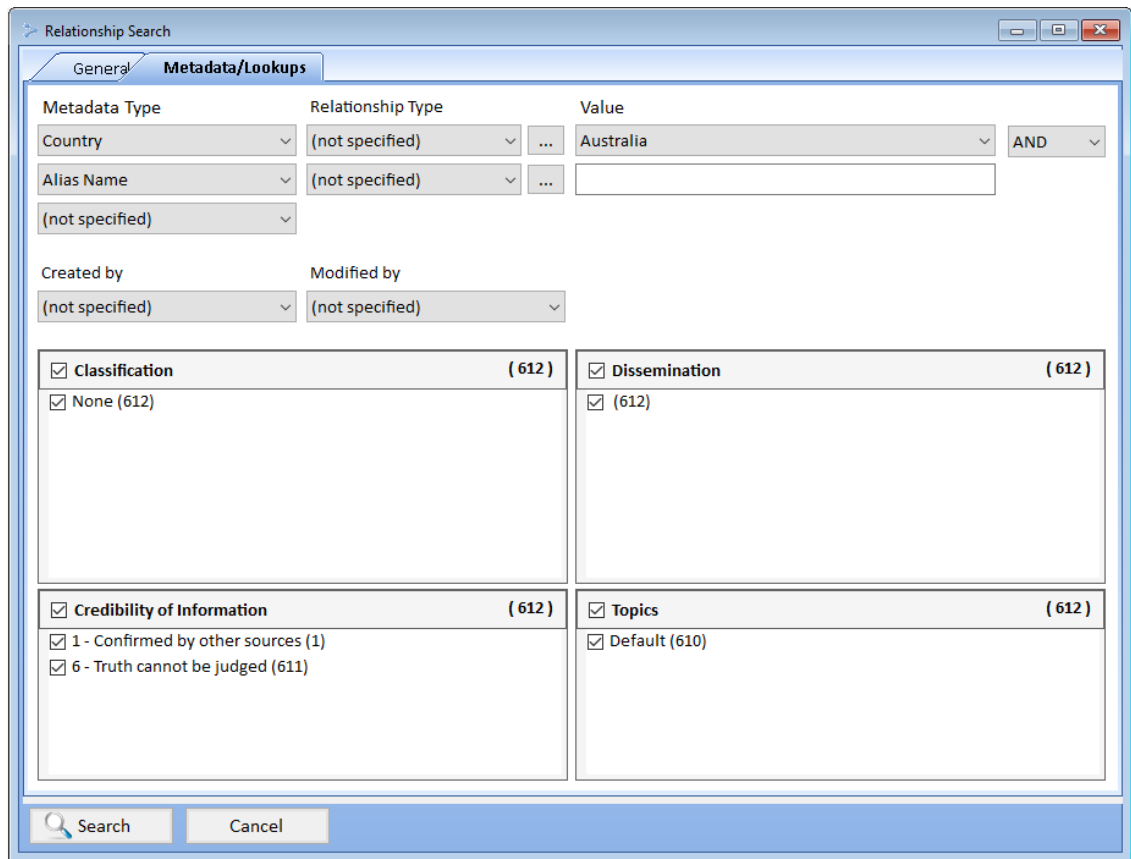 Relationship Search
General Metadata/Lookups
Metadata Type Relationship Type Value
Country (not specified) ... Australia AND
Alias Name (not specified) ...
(not specified)
Created by Modified by
(not specified) (not specified)
Classification (612) Dissemination (612)
None (612) (612)
Credibility of Information (612) Topics (612)
1 - Confirmed by other sources (1) Default (610)
6 - Truth cannot be judged (611)
Search Cancel